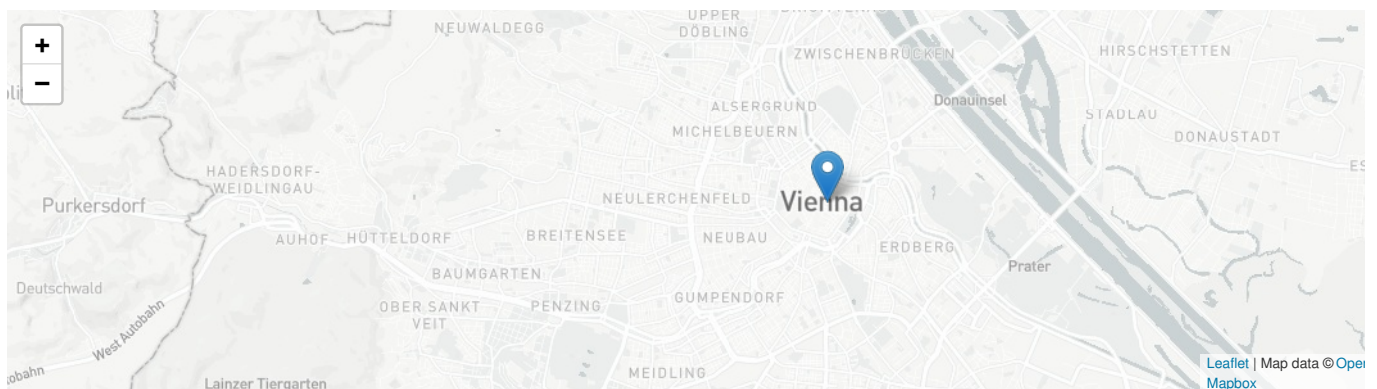 +
−
NEUWALDEGG
UPPER
DÖBLING
ZWISCHENBRÜCKEN
HIRSCHSTETTEN
Donauinsel
ALSERGRUND
STADLAU
MICHELBEUERN
DONAUSTADT
HADERSDORF-
WEIDLINGAU
Purkersdorf
NEULERCHENFELD
Vienna
AUHOF
HÜTTELDORF
BREITENSEE
NEUBAU
ERDBERG
Prater
BAUMGARTEN
Deutschwald
OBER SANKT
VEIT
PENZING
GUMPENDORF
West Autobahn
MEIDLING
Lainzer Tiergarten
Leaflet | Map data © Oper
Mapbox